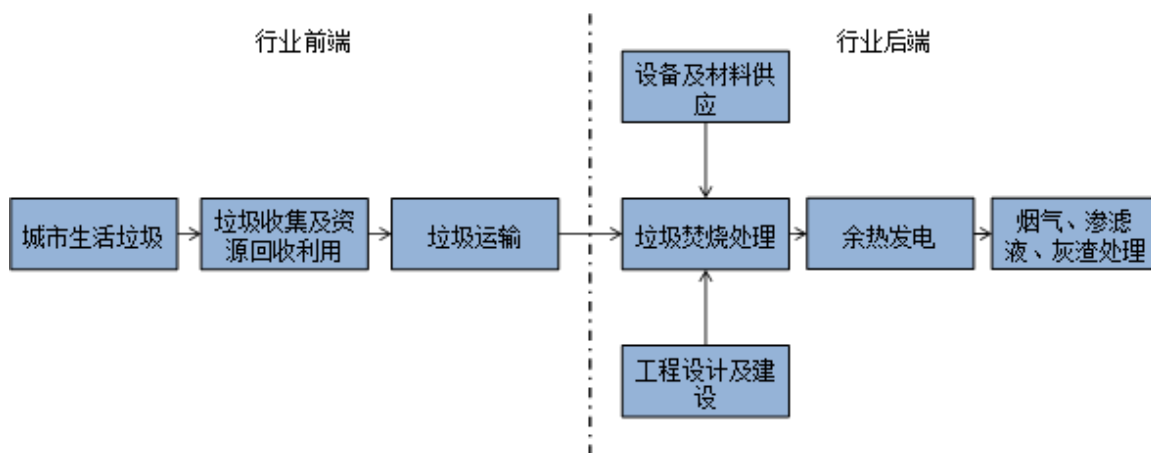 行业前端
行业后端
设备及材料供
应
城市生活垃圾
垃圾收集及资
源回收利用
垃圾运输
垃圾焚烧处理
余热发电
烟气、渗滤
液、灰渣处理
工程设计及建
设